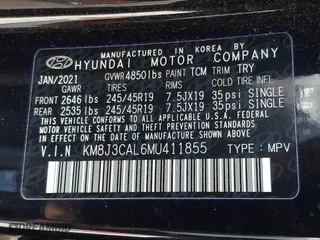 MANUFACTURED IN KOREA BY
HYUNDAI MOTOR COMPANY
JAN/2021 GVWR 4850lbs PAINT TCM TRIM TRY
GAWR TIRES RIMS COLD TIRE INFL
FRONT 2646 lbs 245/45R19 7.5JX19 35psi SINGLE
REAR 2535 lbs 245/45R19 7.5JX19 35psi SINGLE
THIS VEHICLE CONFORMS TO ALL APPLICABLE FEDERAL MOTOR
VEHICLE SAFETY, BUMPER, AND THEFT PREVENTION STANDARDS
IN EFFECT ON THE DATE OF MANUFACTURE SHOWN ABOVE.
V.I.N KM8J3CAL6MU411855 TYPE : MPV